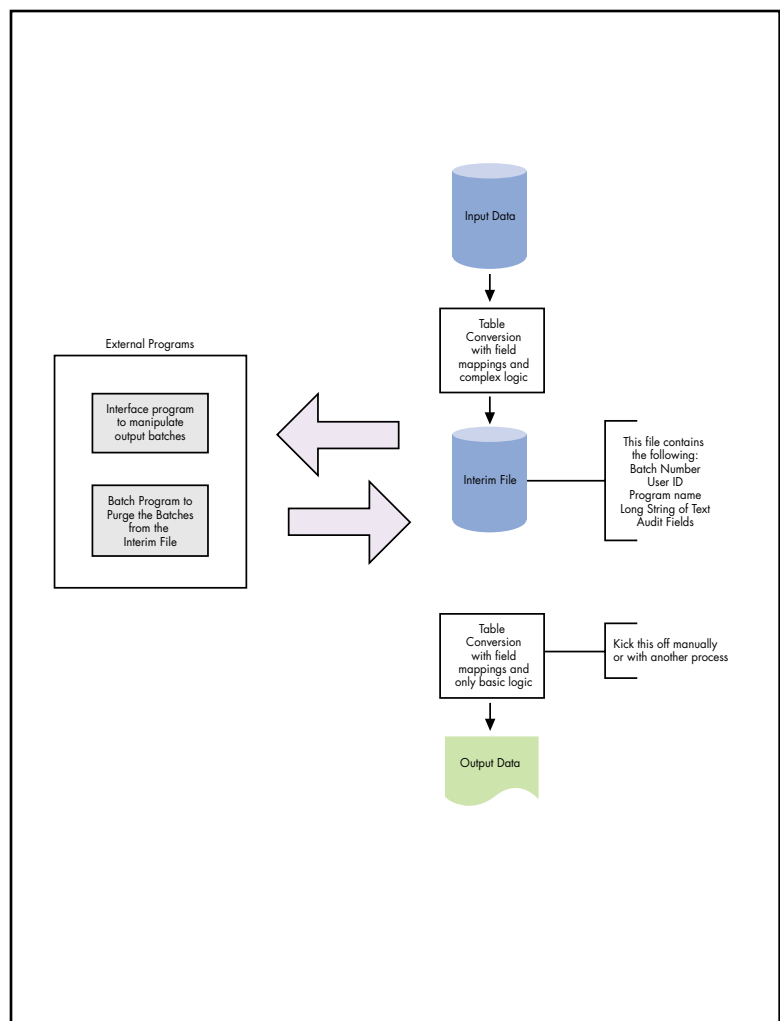 Input Data
Table
Conversion
with field
mappings and
complex logic
External Programs
Interface program
to manipulate
output batches
Batch Program to
Purge the Batches
from the
Interim File
Interim File
This file contains
the following:
Batch Number
User ID
Program name
Long String of Text
Audit Fields
Table
Conversion
with field
mappings and
only basic logic
Kick this off manually
or with another process
Output Data